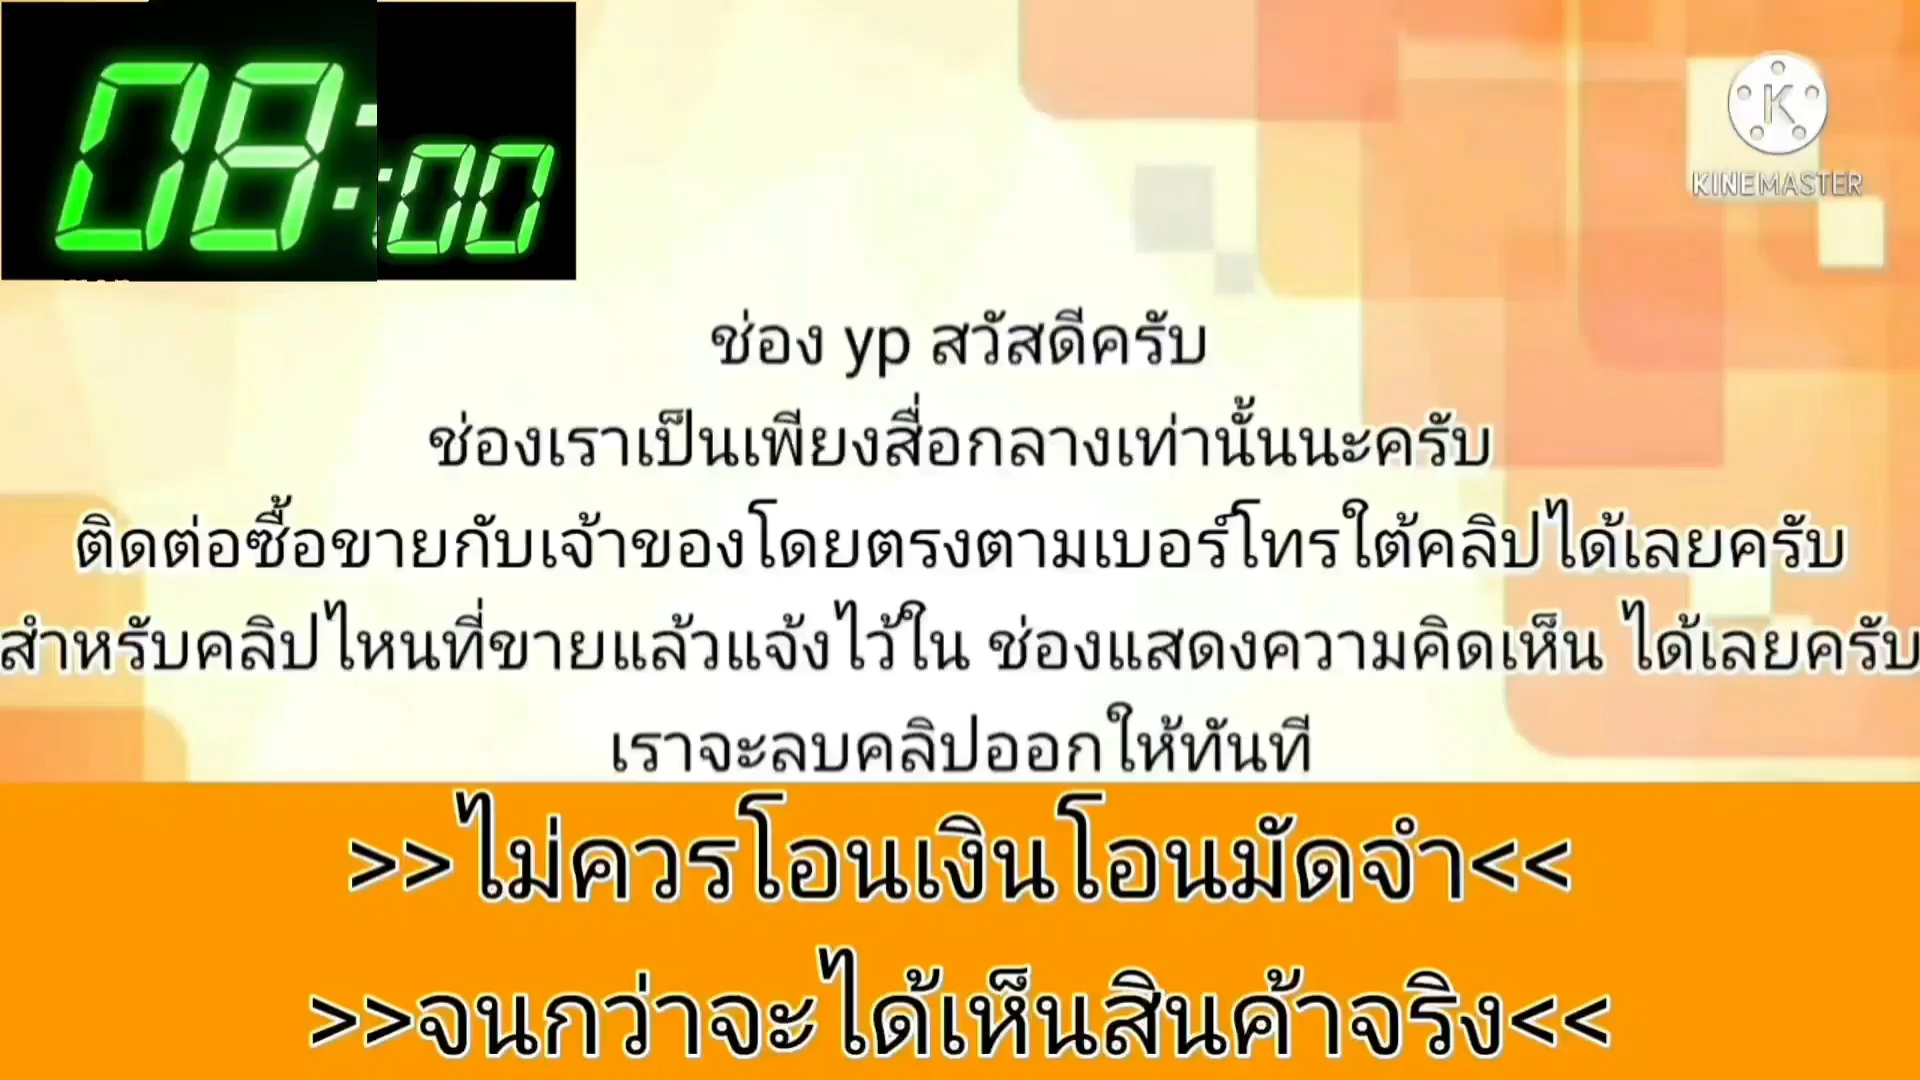 08:00
KINEMASTER
ช่อง yp สวัสดีครับ
ช่องเราเป็นเพียงสื่อกลางเท่านั้นนะครับ
ติดต่อซื้อขายกับเจ้าของโดยตรงตามเบอร์โทรใต้คลิปได้เลยครับ
สำหรับคลิปไหนที่ขายแล้วแจ้งไว้ใน ช่องแสดงความคิดเห็น ได้เลยครับ
เราจะลบคลิปออกให้ทันที
>>ไม่ควรโอนเงินโอนมัดจำ<<
>>จนกว่าจะได้เห็นสินค้าจริง<<